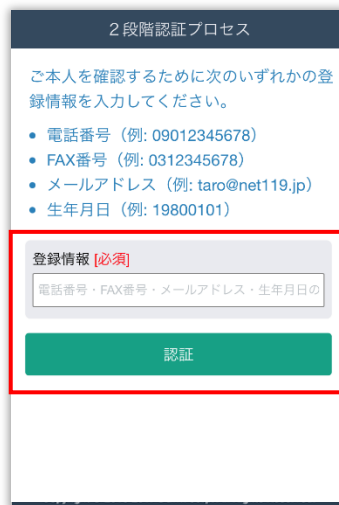 ２段階認証プロセス
ご本人を確認するために次のいずれかの登
録情報を入力してください。
• 電話番号（例: 09012345678）
• FAX番号（例: 0312345678）
• メールアドレス（例: taro@net119.jp）
• 生年月日（例: 19800101）
登録情報 [必須]
電話番号・FAX番号・メールアドレス・生年月日の
認証